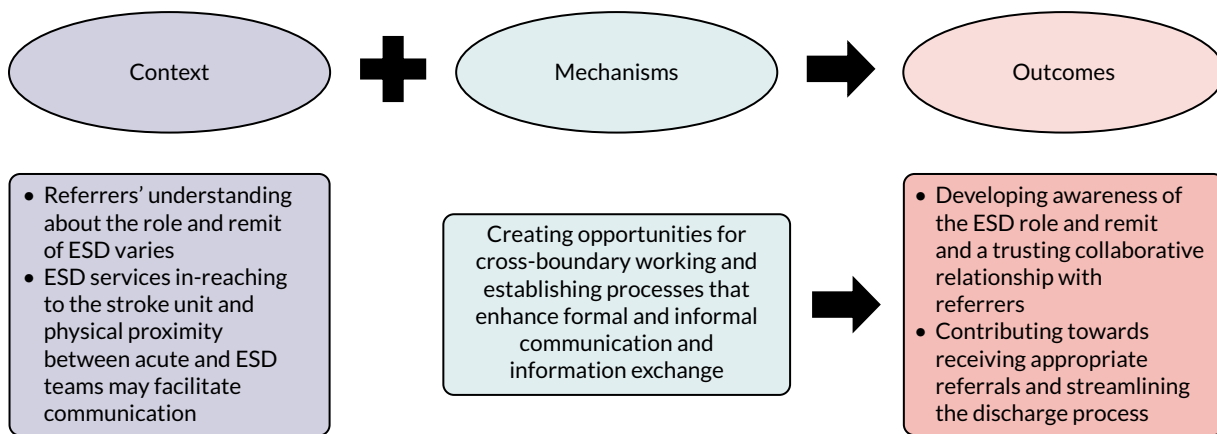 Context
Mechanisms
Outcomes
• Referrers’ understanding
about the role and remit
of ESD varies
• ESD services in-reaching
to the stroke unit and
physical proximity
between acute and ESD
teams may facilitate
communication
Creating opportunities for
cross-boundary working and
establishing processes that
enhance formal and informal
communication and
information exchange
• Developing awareness of
the ESD role and remit
and a trusting collaborative
relationship with
referrers
• Contributing towards
receiving appropriate
referrals and streamlining
the discharge process